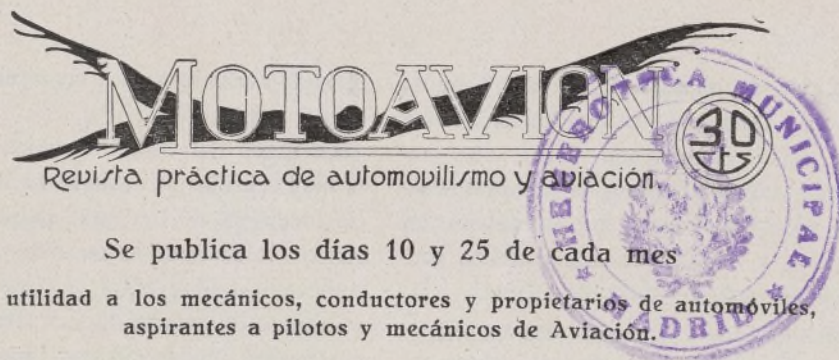 MOTOAVION
30 cts
Revista práctica de automovilismo y aviación.
HEMEROTECA MUNICIPAL
MADRID
Se publica los días 10 y 25 de cada mes
utilidad a los mecánicos, conductores y propietarios de automóviles,
aspirantes a pilotos y mecánicos de Aviación.